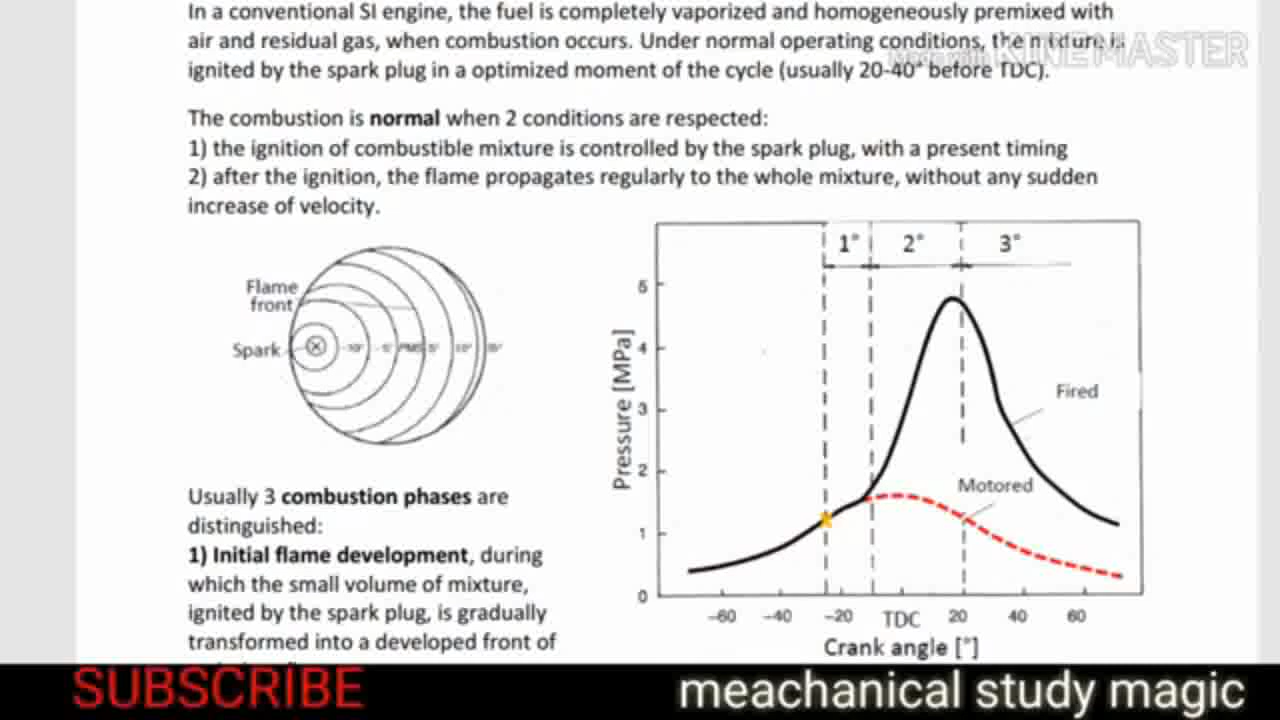 In a conventional SI engine, the fuel is completely vaporized and homogeneously premixed with
air and residual gas, when combustion occurs. Under normal operating conditions, the mixture is
KINEMASTER
ignited by the spark plug in a optimized moment of the cycle (usually 20-40° before TDC).
The combustion is normal when 2 conditions are respected:
1) the ignition of combustible mixture is controlled by the spark plug, with a present timing
2) after the ignition, the flame propagates regularly to the whole mixture, without any sudden
increase of velocity.
Flame
front
Spark
Usually 3 combustion phases are
distinguished:
1) Initial flame development, during
which the small volume of mixture,
ignited by the spark plug, is gradually
transformed into a developed front of
1° 2° 3°
Pressure [MPa]
5
4
3
2
1
0
Fired
Motored
-60 -40 -20 TDC 20 40 60
Crank angle [°]
SUBSCRIBE
meachanical study magic